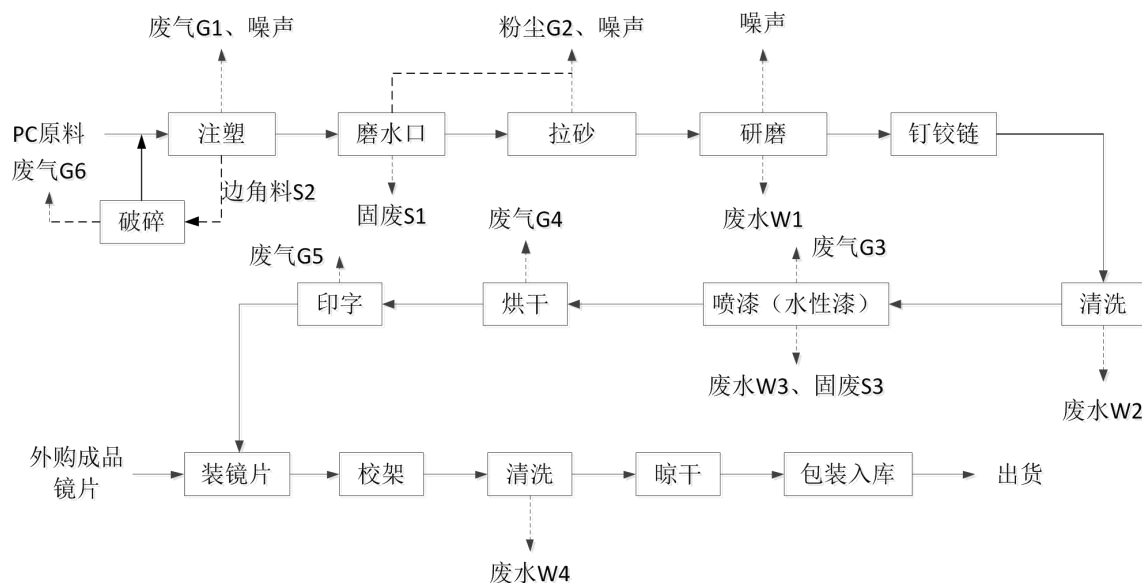 废气G1、噪声
粉尘G2、噪声
噪声
PC原料
注塑
磨水口
拉砂
研磨
钉铰链
废气G6
边角料S2
破碎
固废S1
废水W1
废气G4
废气G3
废气G5
印字
烘干
喷漆（水性漆）
清洗
废水W3、固废S3
废水W2
外购成品
镜片
装镜片
校架
清洗
晾干
包装入库
出货
废水W4